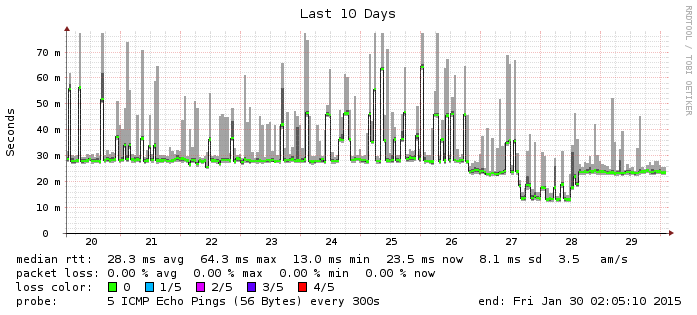 Last 10 Days
RRDTOOL / TOBI OETIKER
Seconds
70 m
60 m
50 m
40 m
30 m
20 m
10 m
0
20 21 22 23 24 25 26 27 28 29
median rtt: 28.3 ms avg 64.3 ms max 13.0 ms min 23.5 ms now 8.1 ms sd 3.5 am/s
packet loss: 0.00 % avg 0.00 % max 0.00 % min 0.00 % now
loss color: 0 1/5 2/5 3/5 4/5
probe: 5 ICMP Echo Pings (56 Bytes) every 300s end: Fri Jan 30 02:05:10 2015